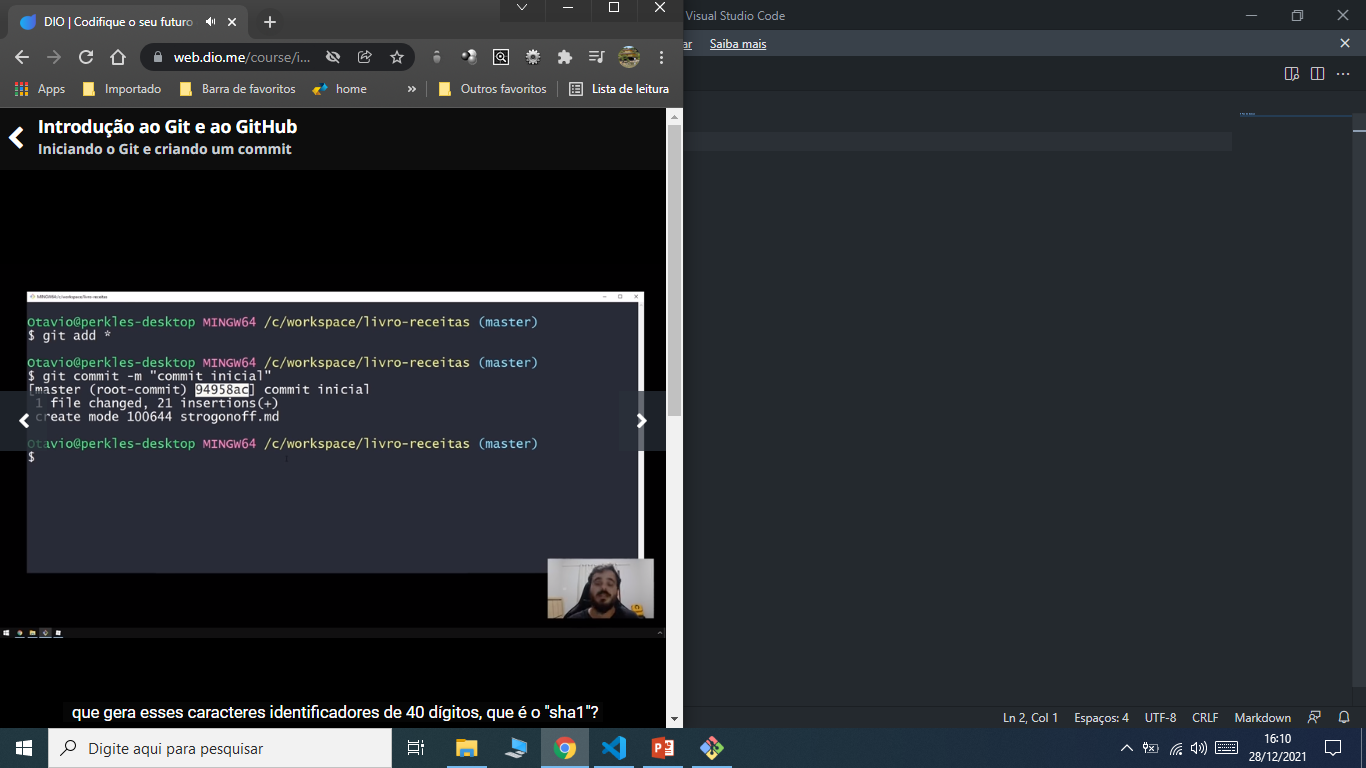 DIO | Codifique o seu futuro
Visual Studio Code
web.dio.me/course/i...
ar Saiba mais
Apps
Importado
Barra de favoritos
home
»
Outros favoritos
Lista de leitura
Introdução ao Git e ao GitHub
Iniciando o Git e criando um commit
MINGW64:/c/workspace/livro-receitas
Otavio@perkles-desktop MINGW64 /c/workspace/livro-receitas (master)
$ git add *
Otavio@perkles-desktop MINGW64 /c/workspace/livro-receitas (master)
$ git commit -m "commit inicial"
[master (root-commit) 94958ac] commit inicial
1 file changed, 21 insertions(+)
create mode 100644 strogonoff.md
Otavio@perkles-desktop MINGW64 /c/workspace/livro-receitas (master)
$
que gera esses caracteres identificadores de 40 dígitos, que é o "sha1"?
Ln 2, Col 1 Espaços: 4 UTF-8 CRLF Markdown
Digite aqui para pesquisar
16:10
28/12/2021